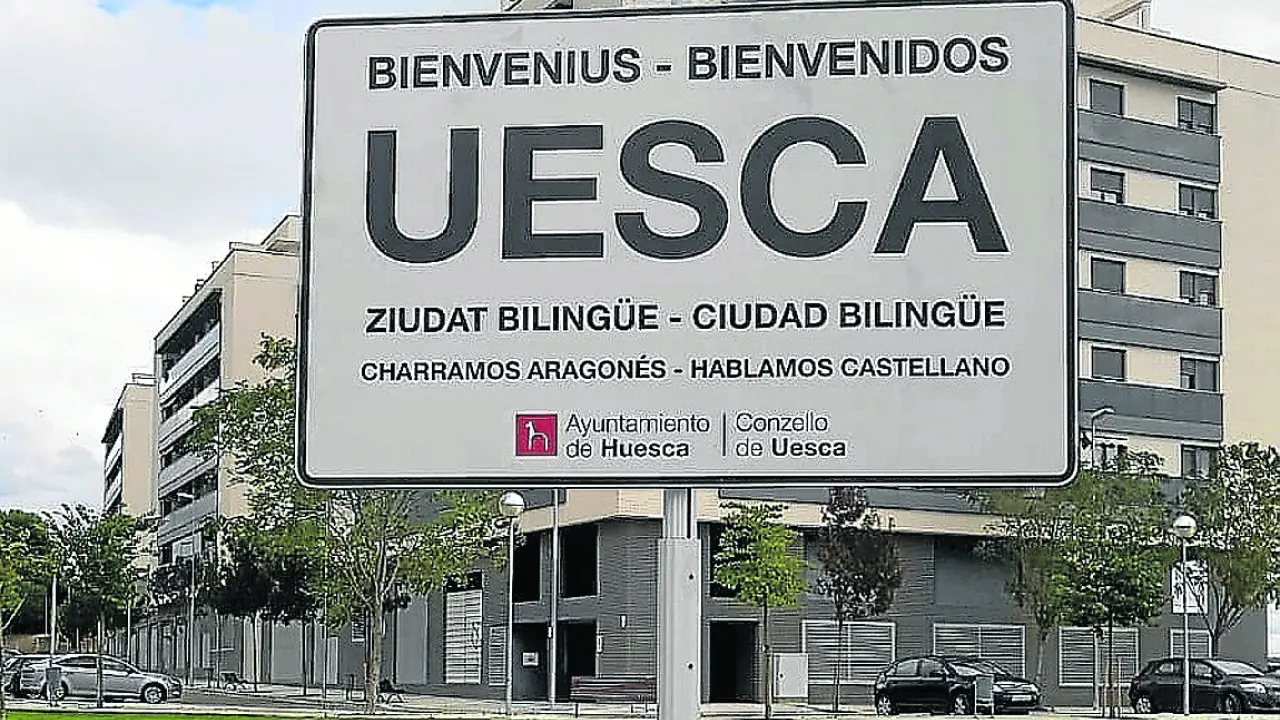 BIENVENIUS - BIENVENIDOS
UESCA
ZIUDAT BILINGÜE - CIUDAD BILINGÜE
CHARRAMOS ARAGONÉS - HABLAMOS CASTELLANO
Ayuntamiento de Huesca | Conzello de Uesca